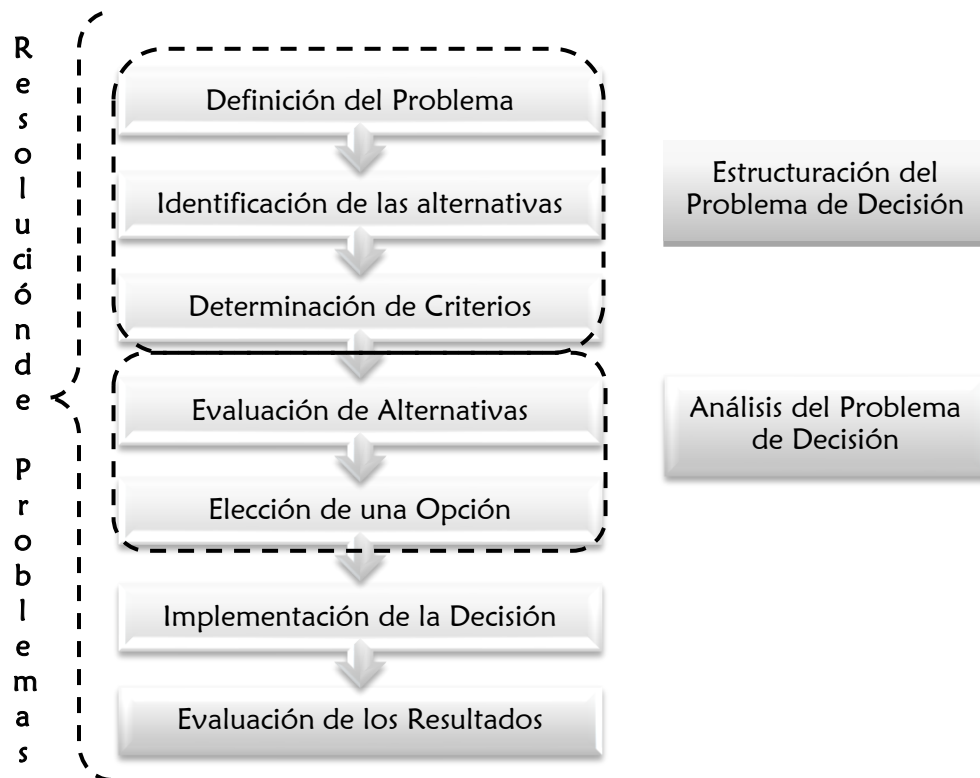 Resolución de Problemas
Definición del Problema
Identificación de las alternativas
Determinación de Criterios
Evaluación de Alternativas
Elección de una Opción
Implementación de la Decisión
Evaluación de los Resultados
Estructuración del
Problema de Decisión
Análisis del Problema
de Decisión